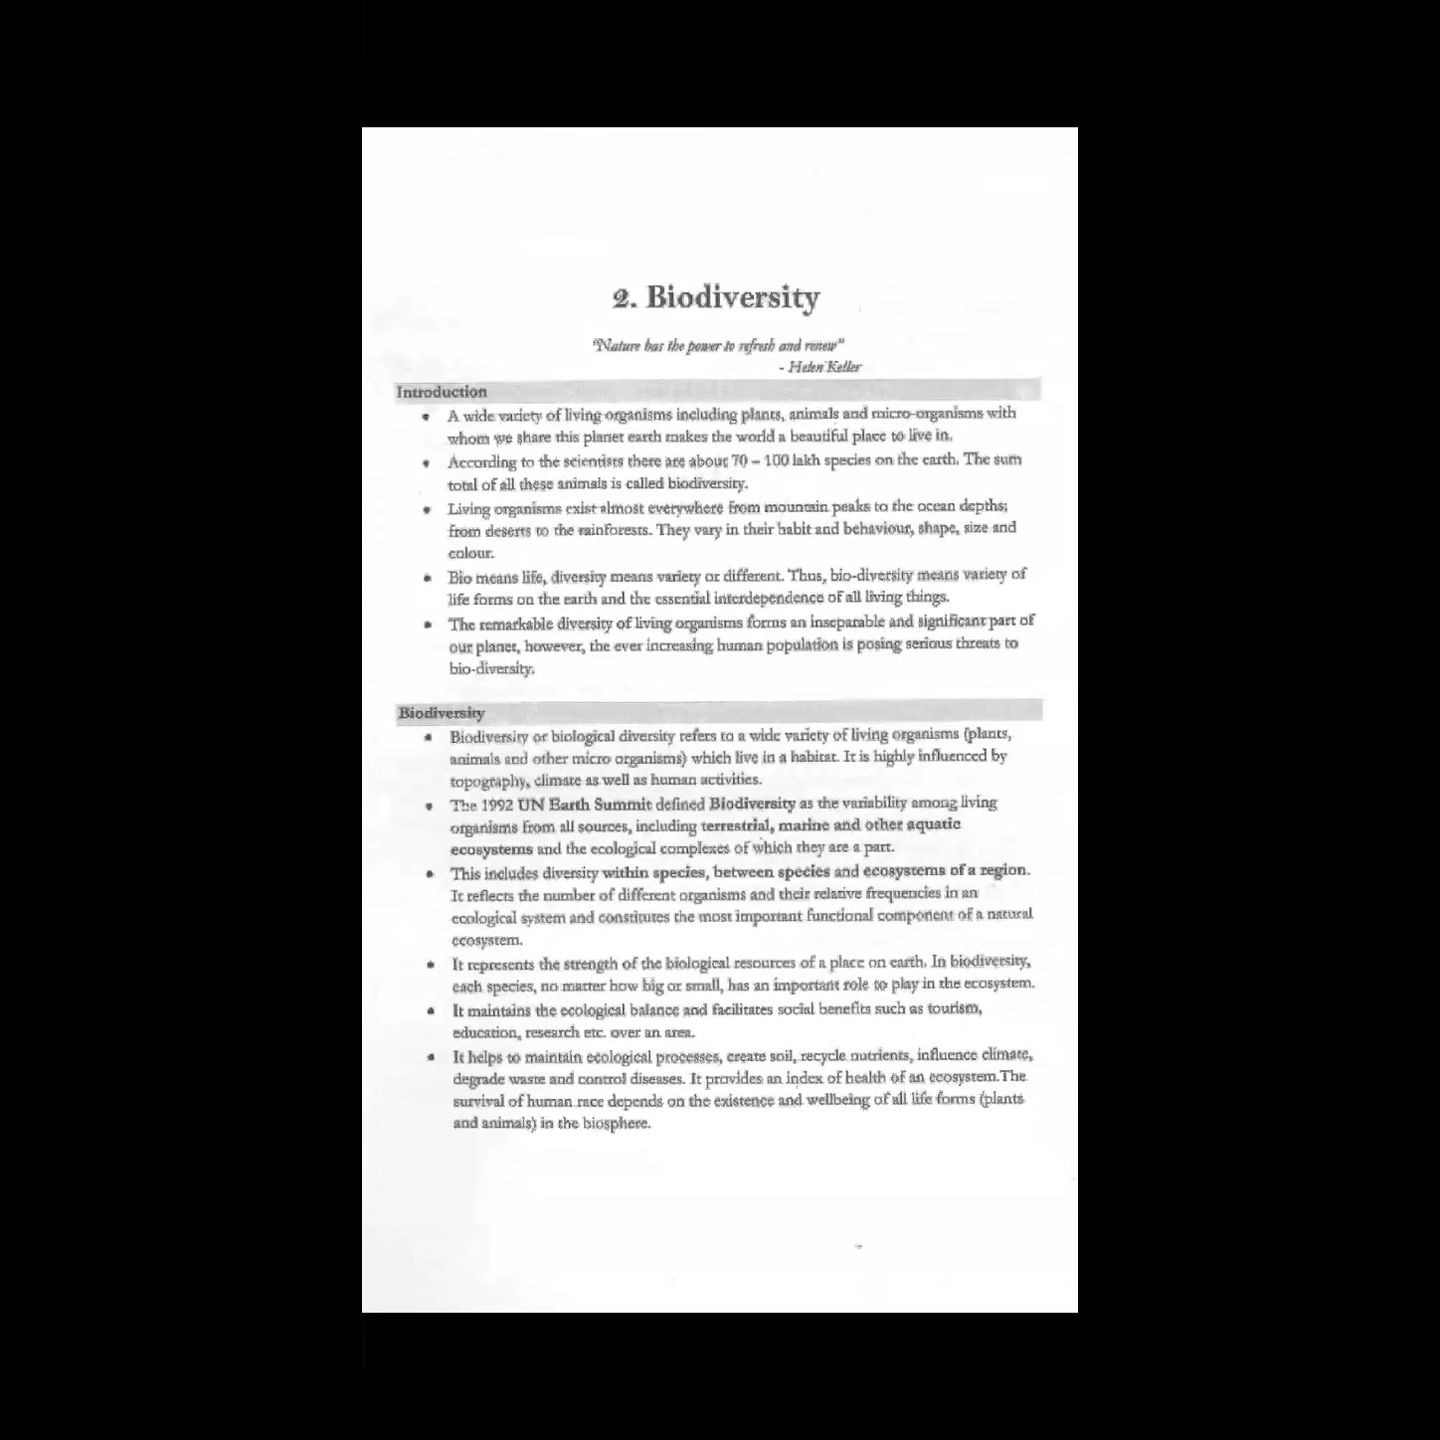 2. Biodiversity
"Nature has the power to refresh and renew"
- Helen Keller
Introduction
• A wide variety of living organisms including plants, animals and micro-organisms with
whom we share this planet earth makes the world a beautiful place to live in.
• According to the scientists there are about 70 – 100 lakh species on the earth. The sum
total of all these animals is called biodiversity.
• Living organisms exist almost everywhere from mountain peaks to the ocean depths;
from deserts to the rainforests. They vary in their habit and behaviour, shape, size and
colour.
• Bio means life, diversity means variety or different. Thus, bio-diversity means variety of
life forms on the earth and the essential interdependence of all living things.
• The remarkable diversity of living organisms forms an inseparable and significant part of
our planet, however, the ever increasing human population is posing serious threats to
bio-diversity.
Biodiversity
• Biodiversity or biological diversity refers to a wide variety of living organisms (plants,
animals and other micro organisms) which live in a habitat. It is highly influenced by
topography, climate as well as human activities.
• The 1992 UN Earth Summit defined Biodiversity as the variability among living
organisms from all sources, including terrestrial, marine and other aquatic
ecosystems and the ecological complexes of which they are a part.
• This includes diversity within species, between species and ecosystems of a region.
It reflects the number of different organisms and their relative frequencies in an
ecological system and constitutes the most important functional component of a natural
ecosystem.
• It represents the strength of the biological resources of a place on earth. In biodiversity,
each species, no matter how big or small, has an important role to play in the ecosystem.
• It maintains the ecological balance and facilitates social benefits such as tourism,
education, research etc. over an area.
• It helps to maintain ecological processes, create soil, recycle nutrients, influence climate,
degrade waste and control diseases. It provides an index of health of an ecosystem.The
survival of human race depends on the existence and wellbeing of all life forms (plants
and animals) in the biosphere.